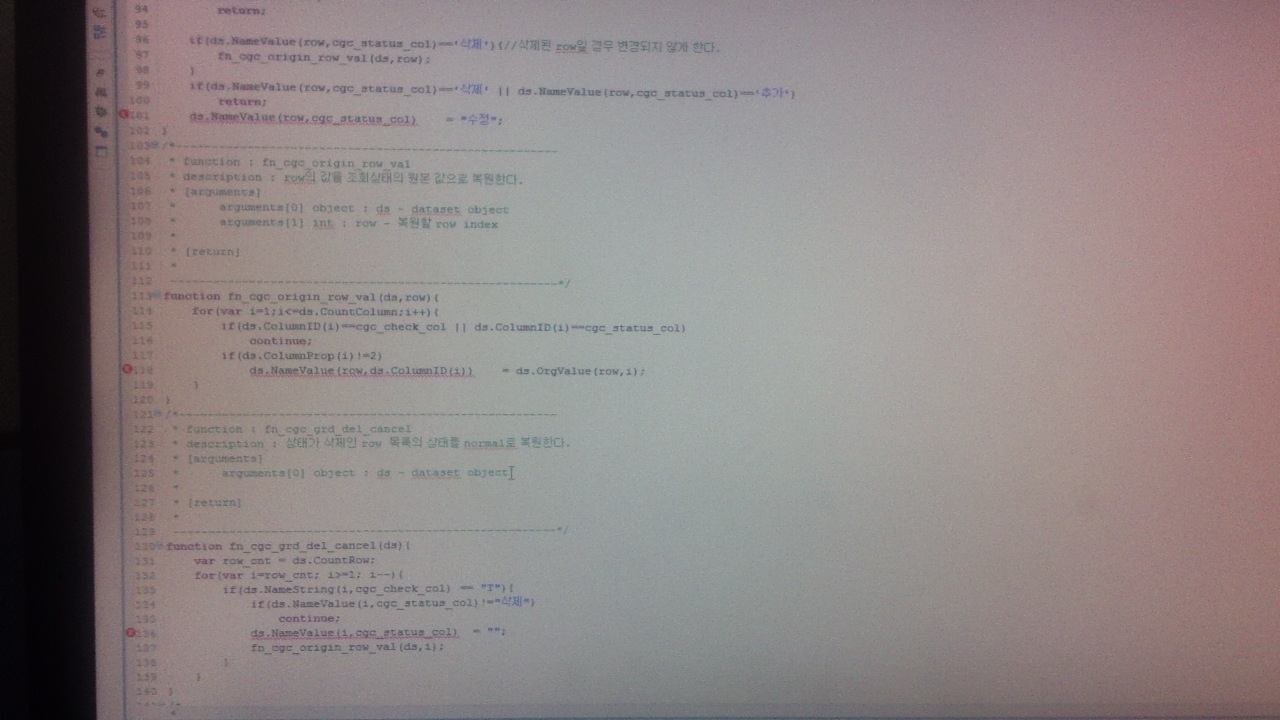 94 return;
95
96 if(ds.NameValue(row,cgc_status_col)=='삭제'){//삭제된 row일 경우 변경되지 않게 한다.
97 fn_cgc_origin_row_val(ds,row);
98 }
99 if(ds.NameValue(row,cgc_status_col)=='삭제' || ds.NameValue(row,cgc_status_col)=='추가')
100 return;
101 ds.NameValue(row,cgc_status_col) = "수정";
102 }
103 /*------------------------------------------------------
104 * function : fn_cgc_origin_row_val
105 * description : row의 값을 조회상태의 원본 값으로 복원한다.
106 * [arguments]
107 * arguments[0] object : ds - dataset object
108 * arguments[1] int : row - 복원할 row index
109 *
110 * [return]
111 *
112 ------------------------------------------------------*/
113 function fn_cgc_origin_row_val(ds,row){
114 for(var i=1;i<=ds.CountColumn;i++){
115 if(ds.ColumnID(i)==cgc_check_col || ds.ColumnID(i)==cgc_status_col)
116 continue;
117 if(ds.ColumnProp(i)!=2)
118 ds.NameValue(row,ds.ColumnID(i)) = ds.OrgValue(row,i);
119 }
120 }
121 /*------------------------------------------------------
122 * function : fn_cgc_grd_del_cancel
123 * description : 상태가 삭제인 row 목록의 상태를 normal로 복원한다.
124 * [arguments]
125 * arguments[0] object : ds - dataset object
126 *
127 * [return]
128 *
129 ------------------------------------------------------*/
130 function fn_cgc_grd_del_cancel(ds){
131 var row_cnt = ds.CountRow;
132 for(var i=row_cnt; i>=1; i--){
133 if(ds.NameString(i,cgc_check_col) == "T"){
134 if(ds.NameValue(i,cgc_status_col)!="삭제")
135 continue;
136 ds.NameValue(i,cgc_status_col) = "";
137 fn_cgc_origin_row_val(ds,i);
138 }
139 }
140 }